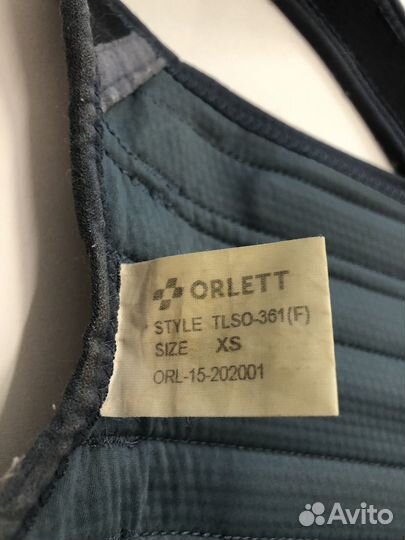 ORLETT
STYLE TLSO-361(F)
SIZE XS
ORL-15-202001
Avito